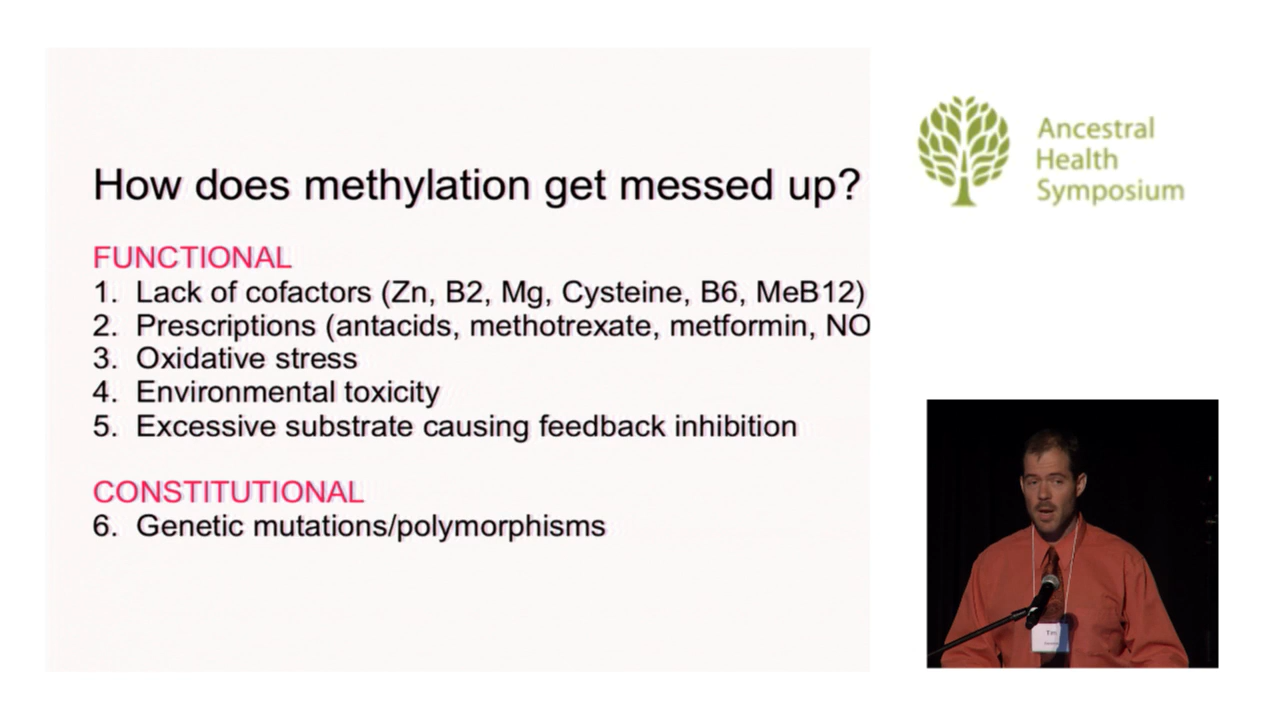 How does methylation get messed up?
FUNCTIONAL
1. Lack of cofactors (Zn, B2, Mg, Cysteine, B6, MeB12)
2. Prescriptions (antacids, methotrexate, metformin, NO
3. Oxidative stress
4. Environmental toxicity
5. Excessive substrate causing feedback inhibition
CONSTITUTIONAL
6. Genetic mutations/polymorphisms
Ancestral
Health
Symposium
Tim